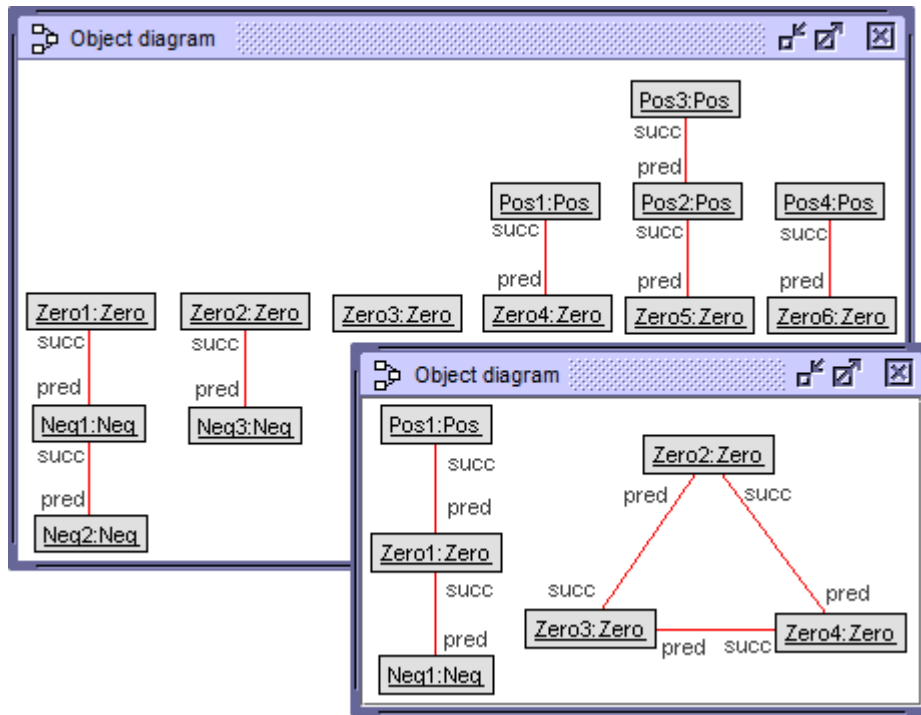 Object diagram
Pos3:Pos
succ
pred
Pos1:Pos
Pos2:Pos
Pos4:Pos
succ
succ
succ
pred
pred
pred
Zero1:Zero
Zero2:Zero
Zero3:Zero
Zero4:Zero
Zero5:Zero
Zero6:Zero
succ
succ
pred
pred
Neg1:Neg
Neg3:Neg
succ
pred
Neg2:Neg
Object diagram
Pos1:Pos
succ
pred
Zero1:Zero
succ
pred
Neg1:Neg
Zero2:Zero
pred
succ
succ
pred
Zero3:Zero
Zero4:Zero
pred
succ